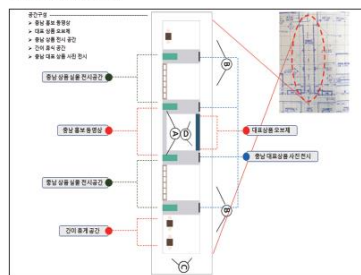 공간구성
➢ 충남 홍보 동영상
➢ 대표 상품 오브제
➢ 충남 상품 전시 공간
➢ 간이 휴식 공간
➢ 충남 대표 상품 사진 전시
충남 상품 실물 전시공간
충남 홍보 동영상
충남 상품 실물 전시공간
간이 휴게 공간
대표상품 오브제
충남 대표상품 사진 전시
B
A
D
B
C